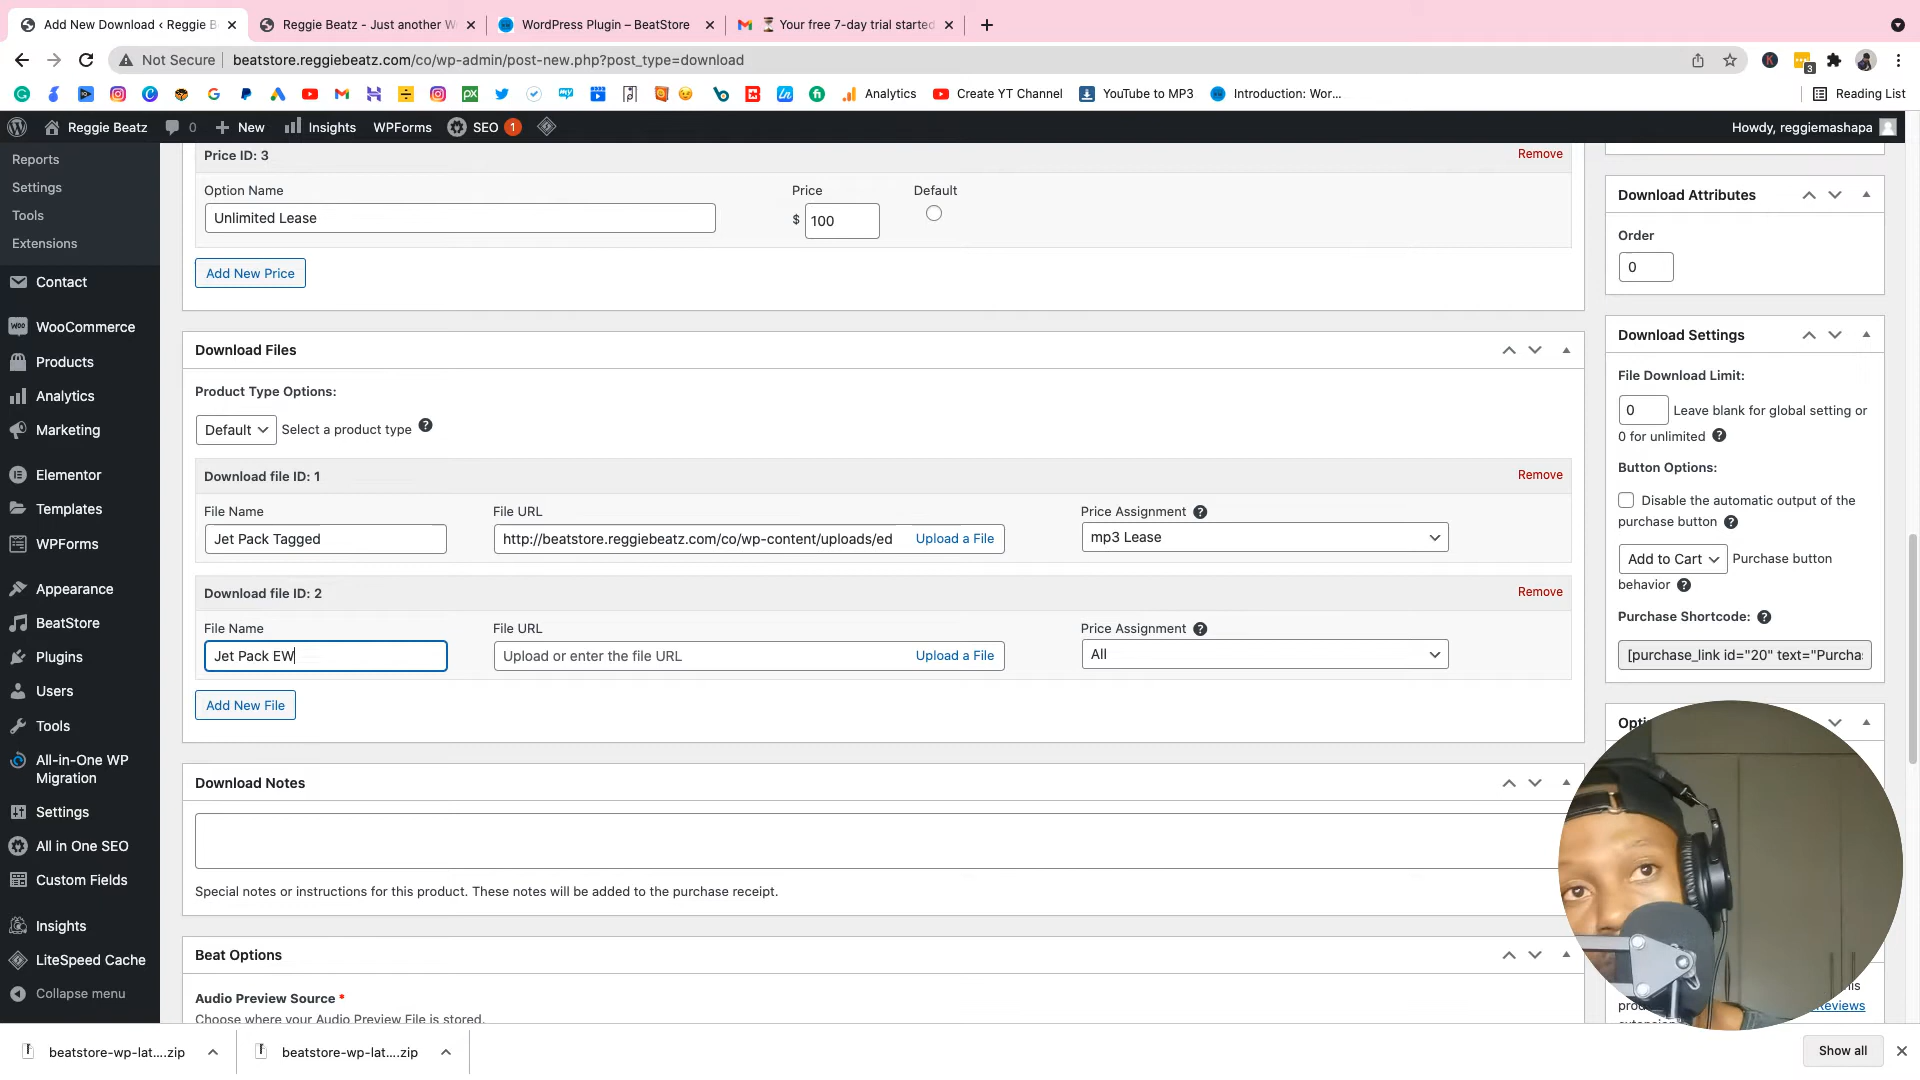 Add New Download ‹ Reggie B
Reggie Beatz - Just another W
WordPress Plugin – BeatStore
Your free 7-day trial started
Not Secure
beatstore.reggiebeatz.com/co/wp-admin/post-new.php?post_type=download
3
Analytics
Create YT Channel
YouTube to MP3
Introduction: Wor...
Reading List
Reggie Beatz
0
New
Insights
WPForms
SEO
1
Howdy, reggiemashapa
Reports
Settings
Tools
Extensions
Contact
WooCommerce
Products
Analytics
Marketing
Elementor
Templates
WPForms
Appearance
BeatStore
Plugins
Users
Tools
All-in-One WP
Migration
Settings
All in One SEO
Custom Fields
Insights
LiteSpeed Cache
Collapse menu
Price ID: 3
Remove
Option Name
Price
Default
Unlimited Lease
$ 100
Add New Price
Download Files
Product Type Options:
Default
Select a product type
Download file ID: 1
Remove
File Name
File URL
Price Assignment
Jet Pack Tagged
http://beatstore.reggiebeatz.com/co/wp-content/uploads/ed
Upload a File
mp3 Lease
Download file ID: 2
Remove
File Name
File URL
Price Assignment
Jet Pack EW
Upload or enter the file URL
Upload a File
All
Add New File
Download Notes
Special notes or instructions for this product. These notes will be added to the purchase receipt.
Beat Options
Audio Preview Source *
Choose where your Audio Preview File is stored.
Download Attributes
Order
0
Download Settings
File Download Limit:
0
Leave blank for global setting or
0 for unlimited
Button Options:
Disable the automatic output of the
purchase button
Add to Cart
Purchase button
behavior
Purchase Shortcode:
[purchase_link id="20" text="Purcha
beatstore-wp-lat....zip
beatstore-wp-lat....zip
Show all